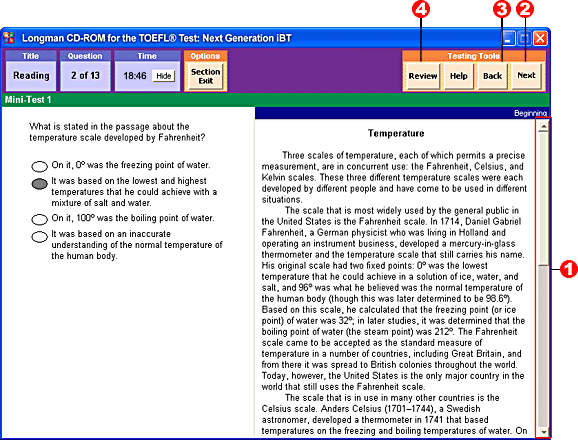 4 3 2
Longman CD-ROM for the TOEFL® Test: Next Generation iBT
Title Question Time Options Testing Tools
Reading 2 of 13 18:46 Hide Section Exit Review Help Back Next
Mini-Test 1
Beginning
What is stated in the passage about the
temperature scale developed by Fahrenheit?
On it, 0º was the freezing point of water.
It was based on the lowest and highest
temperatures that he could achieve with a
mixture of salt and water.
On it, 100º was the boiling point of water.
It was based on an inaccurate
understanding of the normal temperature of
the human body.
Temperature
Three scales of temperature, each of which permits a precise
measurement, are in concurrent use: the Fahrenheit, Celsius, and
Kelvin scales. These three different temperature scales were each
developed by different people and have come to be used in different
situations.
The scale that is most widely used by the general public in
the United States is the Fahrenheit scale. In 1714, Daniel Gabriel
Fahrenheit, a German physicist who was living in Holland and
operating an instrument business, developed a mercury-in-glass
thermometer and the temperature scale that still carries his name.
His original scale had two fixed points: 0º was the lowest
temperature that he could achieve in a solution of ice, water, and
salt, and 96º was what he believed was the normal temperature of
the human body (though this was later determined to be 98.6º).
Based on this scale, he calculated that the freezing point (or ice
point) of water was 32º; in later studies, it was determined that the
boiling point of water (the steam point) was 212º. The Fahrenheit
scale came to be accepted as the standard measure of
temperature in a number of countries, including Great Britain, and
from there it was spread to British colonies throughout the world.
Today, however, the United States is the only major country in the
world that still uses the Fahrenheit scale.
The scale that is in use in many other countries is the
Celsius scale. Anders Celsius (1701–1744), a Swedish
astronomer, developed a thermometer in 1741 that based
temperatures on the freezing and boiling temperatures of water. On
1